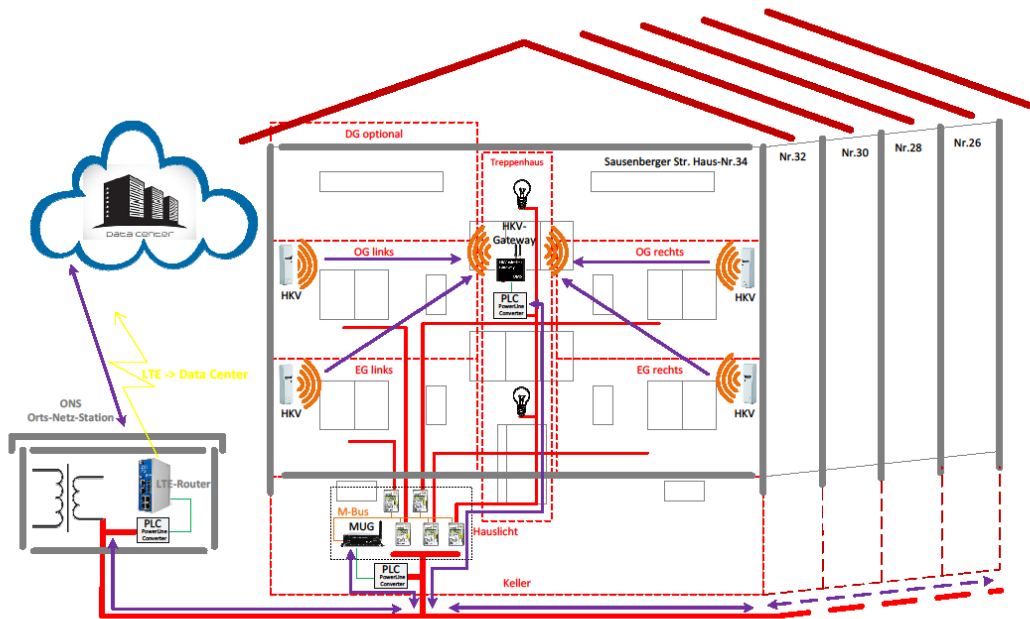 DG optional
Treppenhaus
Sausenberger Str. Haus-Nr.34
Nr.32
Nr.30
Nr.28
Nr.26
DATA CENTER
HKV-
Gateway
OG links
OG rechts
HKV
HKV
PLC
PowerLine
Converter
LTE -> Data Center
EG links
EG rechts
HKV
HKV
ONS
Orts-Netz-Station
LTE-Router
PLC
PowerLine
Converter
M-Bus
MUG
Hauslicht
PLC
PowerLine
Converter
Keller